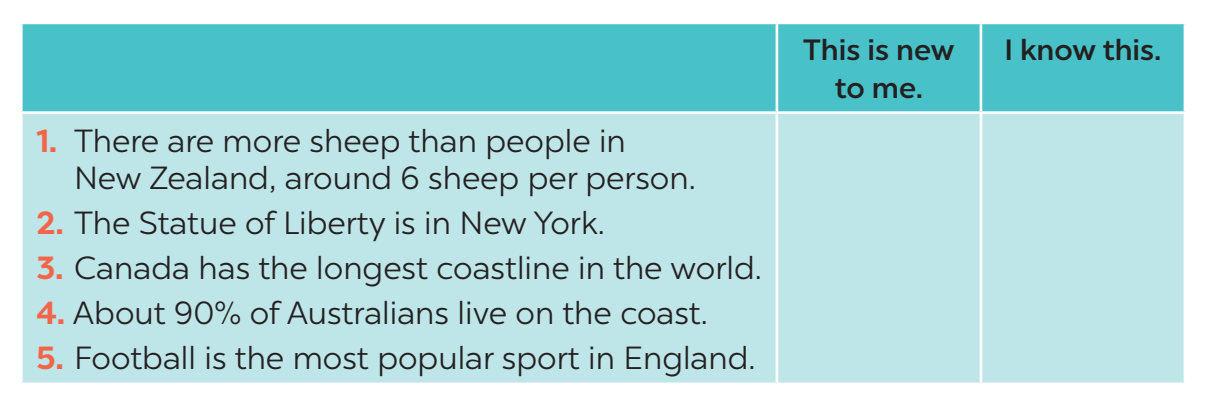 This is new
to me.
I know this.
1. There are more sheep than people in
New Zealand, around 6 sheep per person.
2. The Statue of Liberty is in New York.
3. Canada has the longest coastline in the world.
4. About 90% of Australians live on the coast.
5. Football is the most popular sport in England.